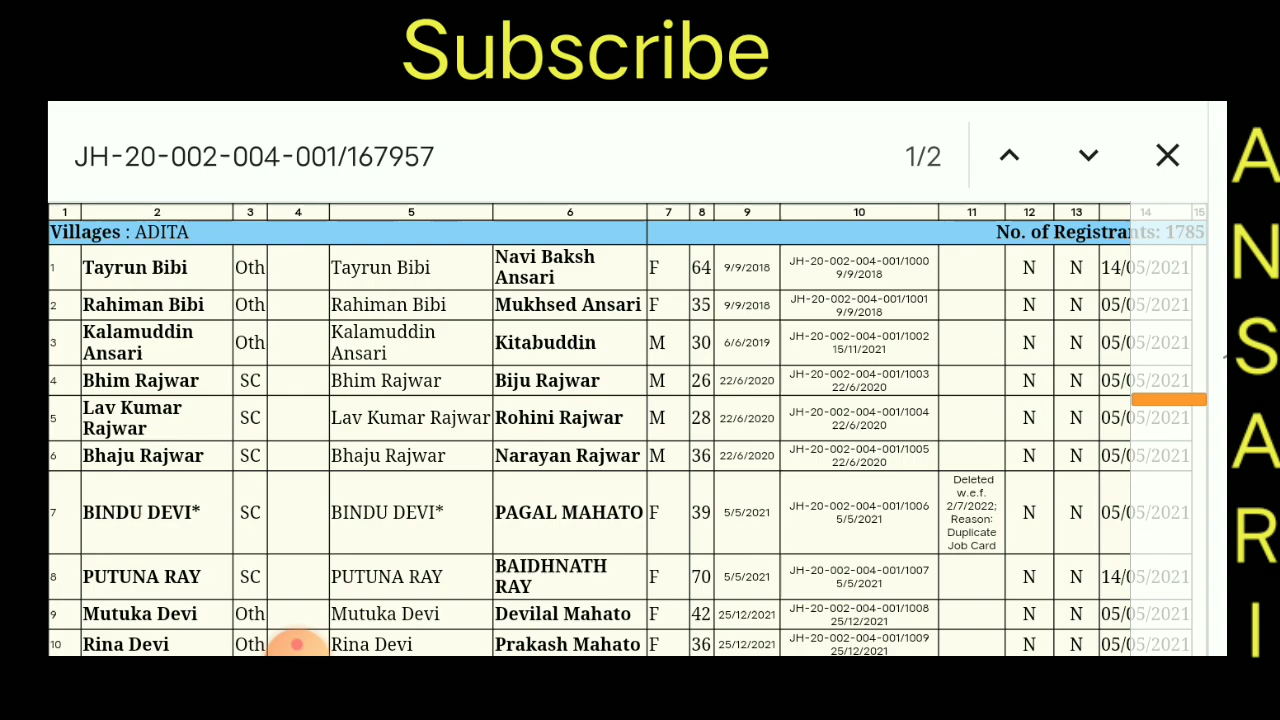 Subscribe
JH-20-002-004-001/167957 1/2
1 2 3 4 5 6 7 8 9 10 11 12 13 14 15
Villages : ADITA No. of Registrants: 1785
1 Tayrun Bibi Oth Tayrun Bibi Navi Baksh Ansari F 64 9/9/2018 JH-20-002-004-001/1000 9/9/2018 N N 14/05/2021
2 Rahiman Bibi Oth Rahiman Bibi Mukhsed Ansari F 35 9/9/2018 JH-20-002-004-001/1001 9/9/2018 N N 05/05/2021
3 Kalamuddin Ansari Oth Kalamuddin Ansari Kitabuddin M 30 6/6/2019 JH-20-002-004-001/1002 15/11/2021 N N 05/05/2021
4 Bhim Rajwar SC Bhim Rajwar Biju Rajwar M 26 22/6/2020 JH-20-002-004-001/1003 22/6/2020 N N 05/05/2021
5 Lav Kumar Rajwar SC Lav Kumar Rajwar Rohini Rajwar M 28 22/6/2020 JH-20-002-004-001/1004 22/6/2020 N N 05/05/2021
6 Bhaju Rajwar SC Bhaju Rajwar Narayan Rajwar M 36 22/6/2020 JH-20-002-004-001/1005 22/6/2020 N N 05/05/2021
7 BINDU DEVI* SC BINDU DEVI* PAGAL MAHATO F 39 5/5/2021 JH-20-002-004-001/1006 5/5/2021 Deleted w.e.f. 2/7/2022; Reason: Duplicate Job Card N N 05/05/2021
8 PUTUNA RAY SC PUTUNA RAY BAIDHNATH RAY F 70 5/5/2021 JH-20-002-004-001/1007 5/5/2021 N N 14/05/2021
9 Mutuka Devi Oth Mutuka Devi Devilal Mahato F 42 25/12/2021 JH-20-002-004-001/1008 25/12/2021 N N 05/05/2021
10 Rina Devi Oth Rina Devi Prakash Mahato F 36 25/12/2021 JH-20-002-004-001/1009 25/12/2021 N N 05/05/2021
ANSARI